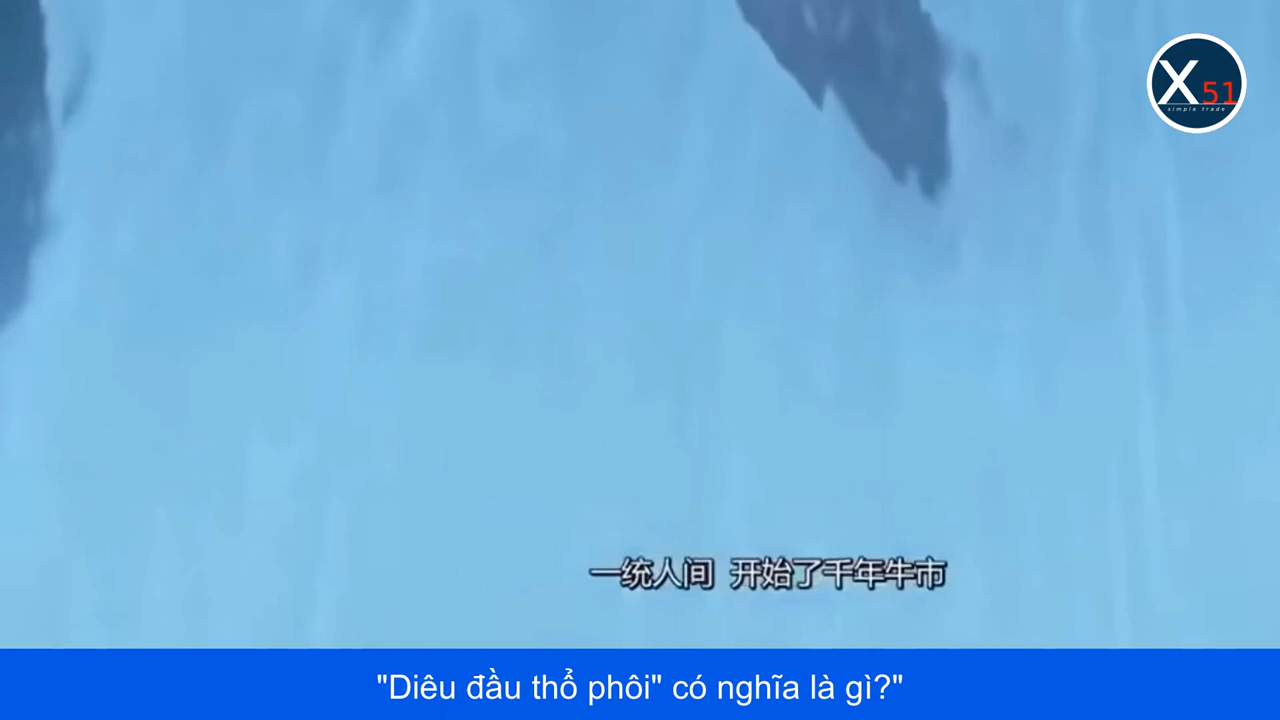 X51
simple trade
一统人间 开始了千年牛市
"Diêu đầu thổ phôi" có nghĩa là gì?"